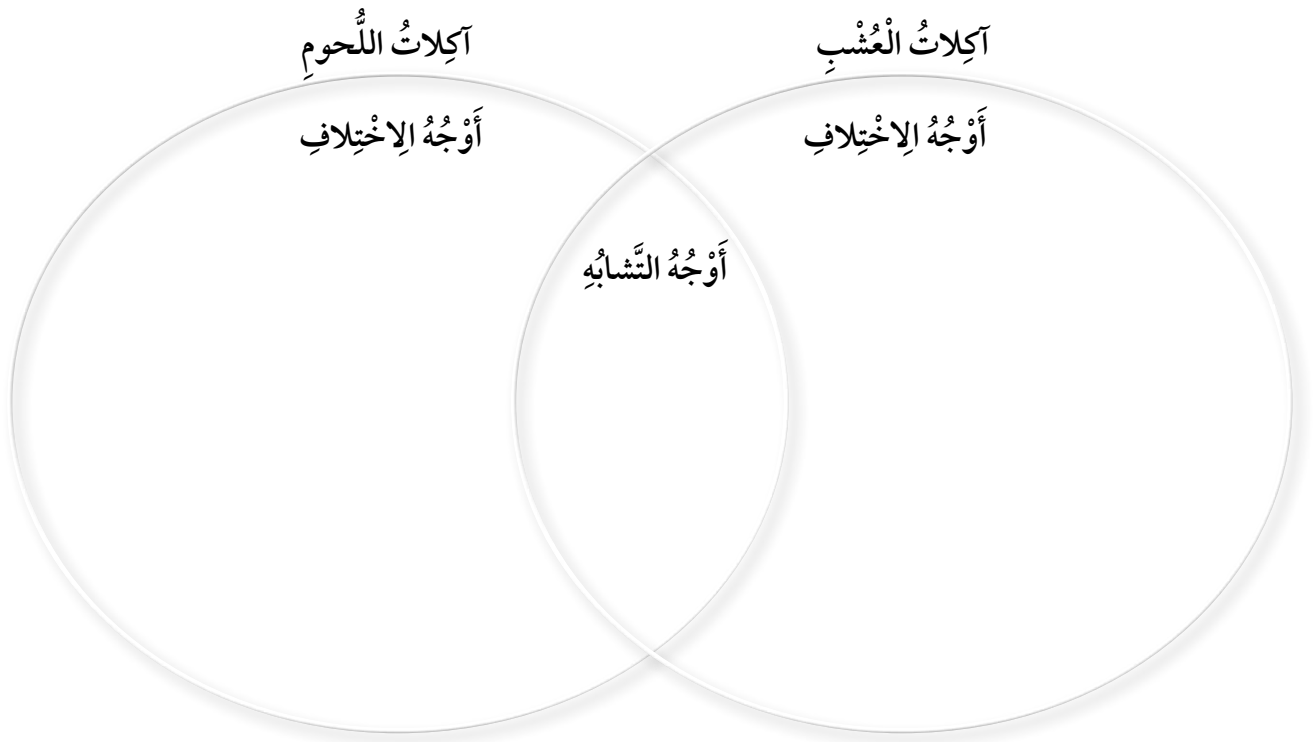 آكِلاتُ الْعُشْبِ
آكِلاتُ اللُّحومِ
أَوْجُهُ الِاخْتِلافِ
أَوْجُهُ الِاخْتِلافِ
أَوْجُهُ التَّشابُهِ